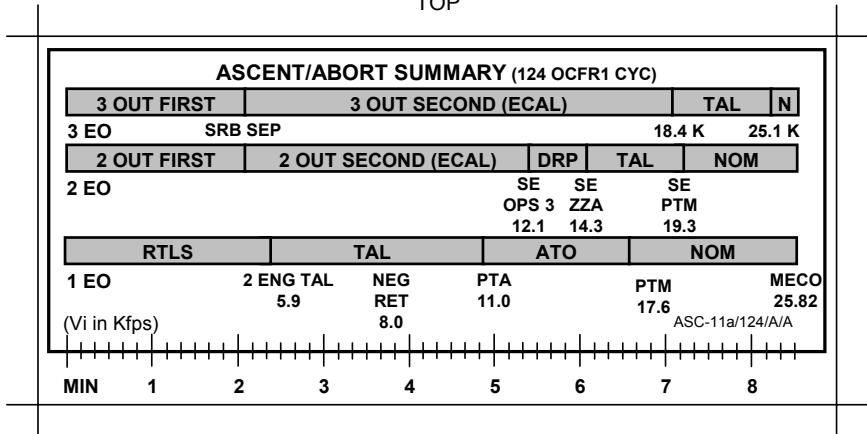 TOP
ASCENT/ABORT SUMMARY (124 OCFR1 CYC)
3 OUT FIRST 3 OUT SECOND (ECAL) TAL N
3 EO SRB SEP 18.4 K 25.1 K
2 OUT FIRST 2 OUT SECOND (ECAL) DRP TAL NOM
2 EO SE SE SE
OPS 3 ZZA PTM
12.1 14.3 19.3
RTLS TAL ATO NOM
1 EO 2 ENG TAL NEG PTA PTM MECO
5.9 RET 11.0 17.6 25.82
(Vi in Kfps) 8.0 ASC-11a/124/A/A
MIN 1 2 3 4 5 6 7 8